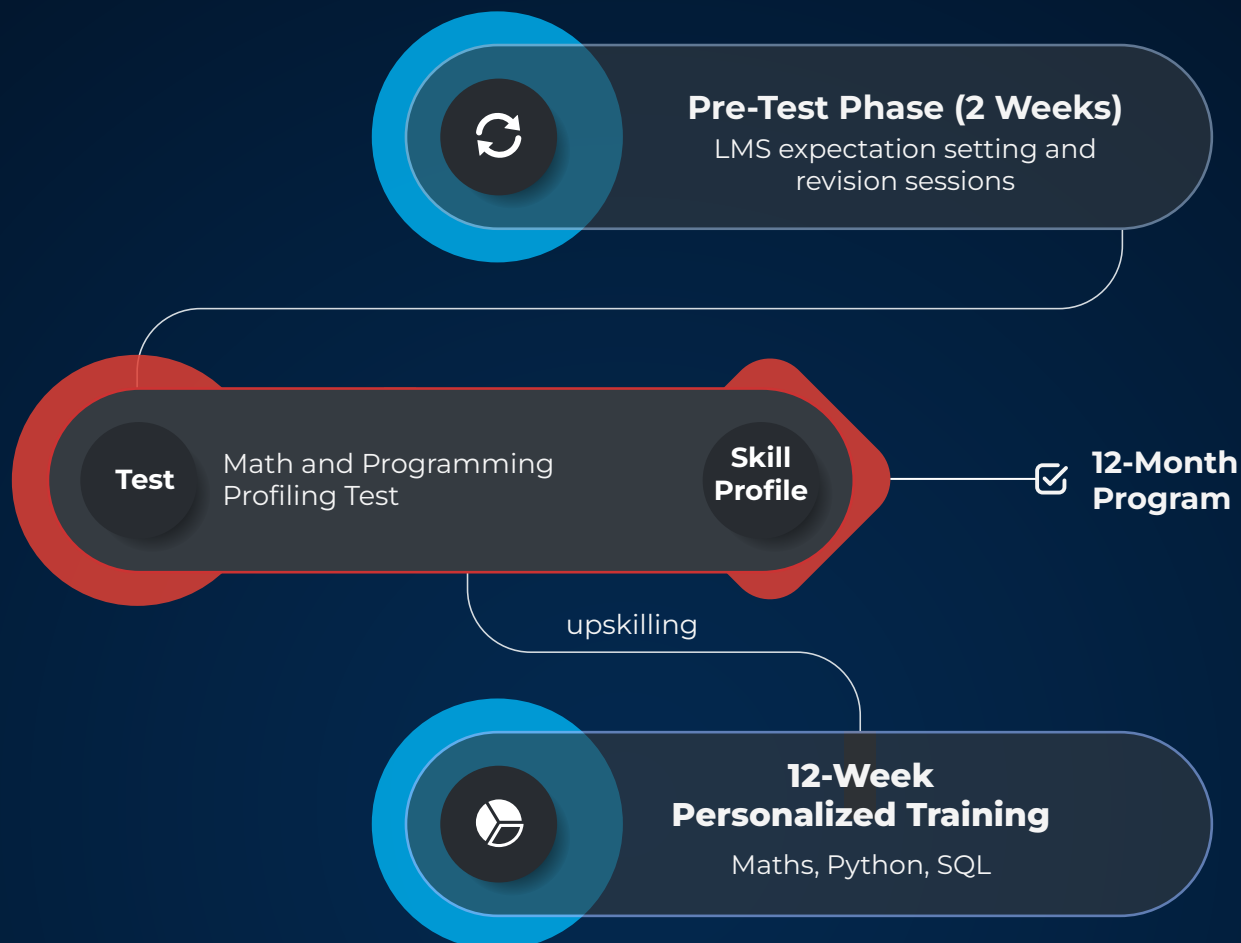 Pre-Test Phase (2 Weeks)
LMS expectation setting and
revision sessions
Test
Math and Programming
Profiling Test
Skill
Profile
12-Month
Program
upskilling
12-Week
Personalized Training
Maths, Python, SQL